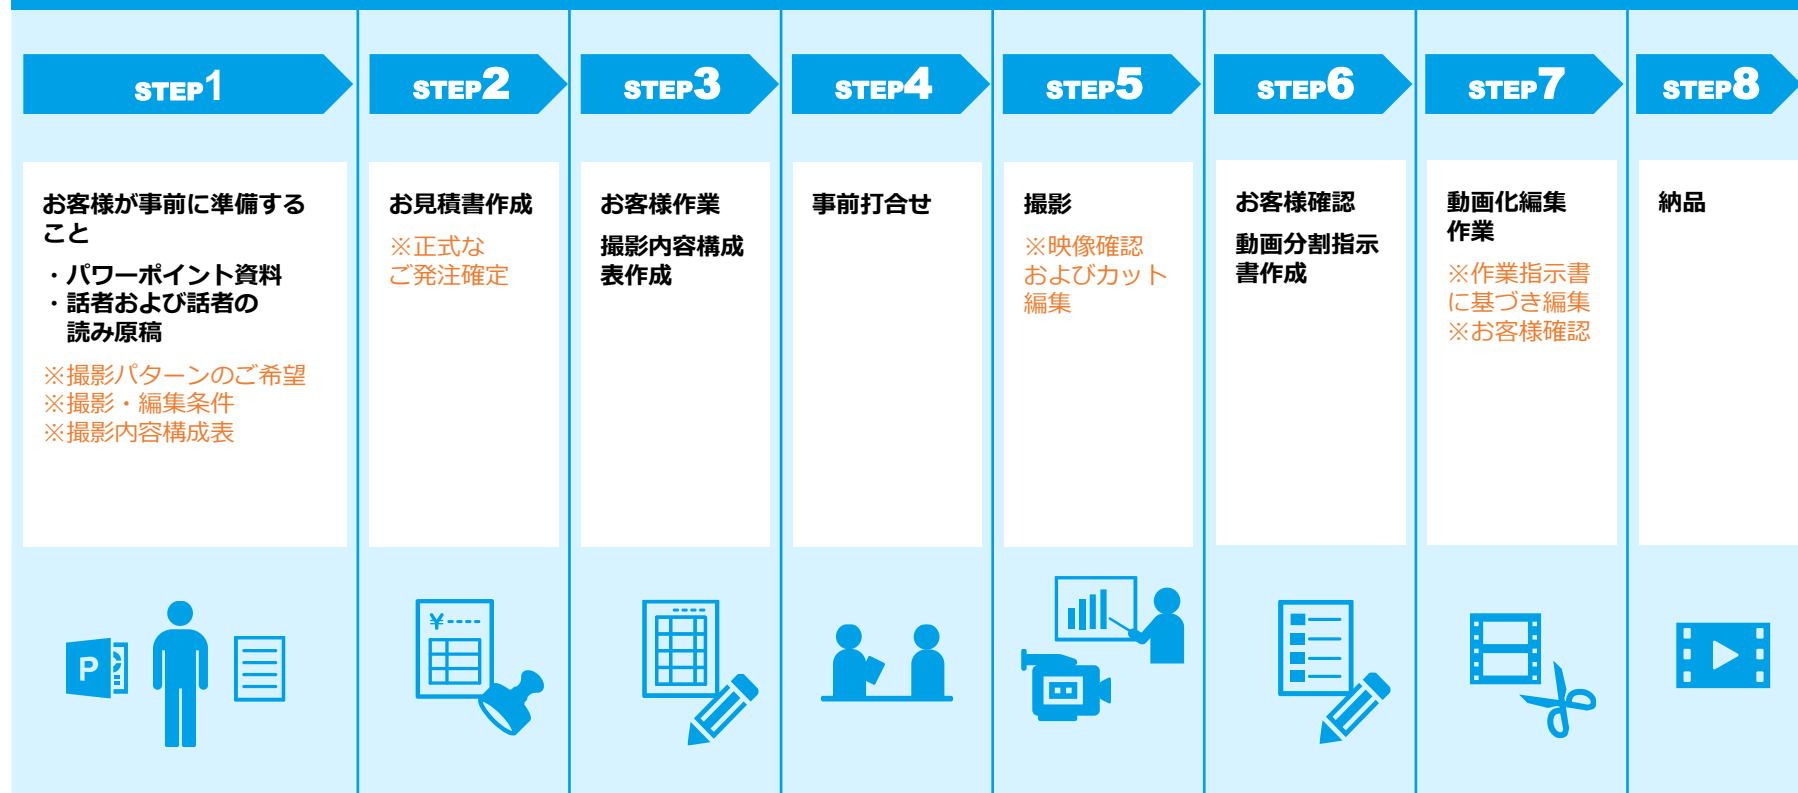 STEP1
お客様が事前に準備する
こと
・パワーポイント資料
・話者および話者の
読み原稿
※撮影パターンのご希望
※撮影・編集条件
※撮影内容構成表
STEP2
お見積書作成
※正式な
ご発注確定
¥----
STEP3
お客様作業
撮影内容構成
表作成
STEP4
事前打合せ
STEP5
撮影
※映像確認
およびカット
編集
STEP6
お客様確認
動画分割指示
書作成
STEP7
動画化編集
作業
※作業指示書
に基づき編集
※お客様確認
STEP8
納品
P